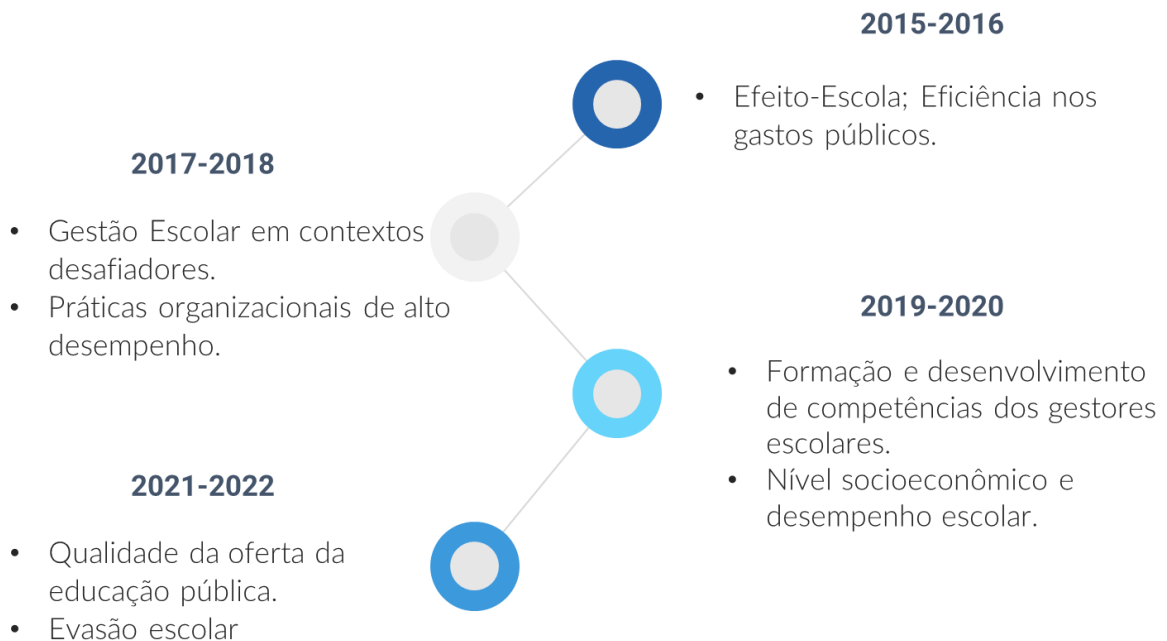 2015-2016
• Efeito-Escola; Eficiência nos
gastos públicos.
2017-2018
• Gestão Escolar em contextos
desafiadores.
• Práticas organizacionais de alto
desempenho.
2019-2020
• Formação e desenvolvimento
de competências dos gestores
escolares.
• Nível socioeconômico e
desempenho escolar.
2021-2022
• Qualidade da oferta da
educação pública.
• Evasão escolar